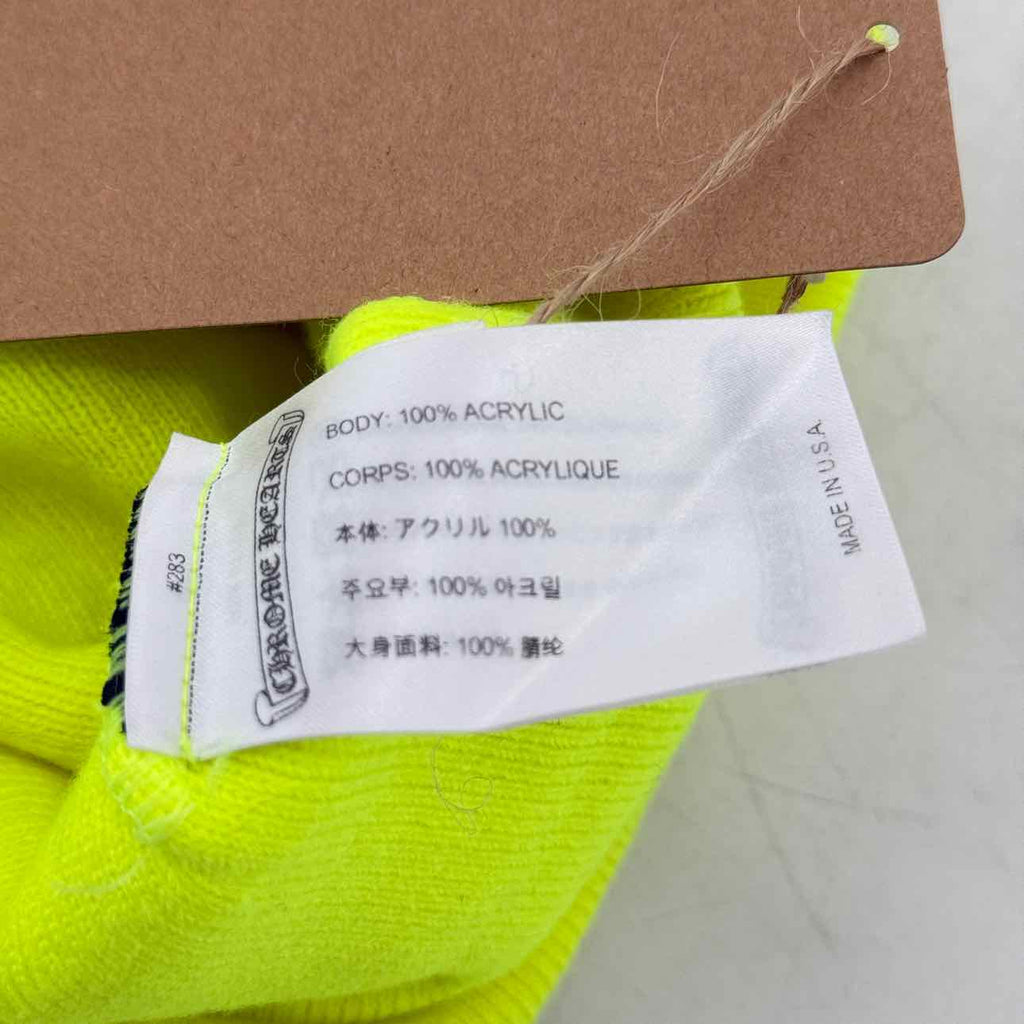 #283
CHROME HEARTS
BODY: 100% ACRYLIC
CORPS: 100% ACRYLIQUE
本体: アクリル 100%
주요부: 100% 아크릴
大身面料: 100% 腈纶
MADE IN U.S.A.